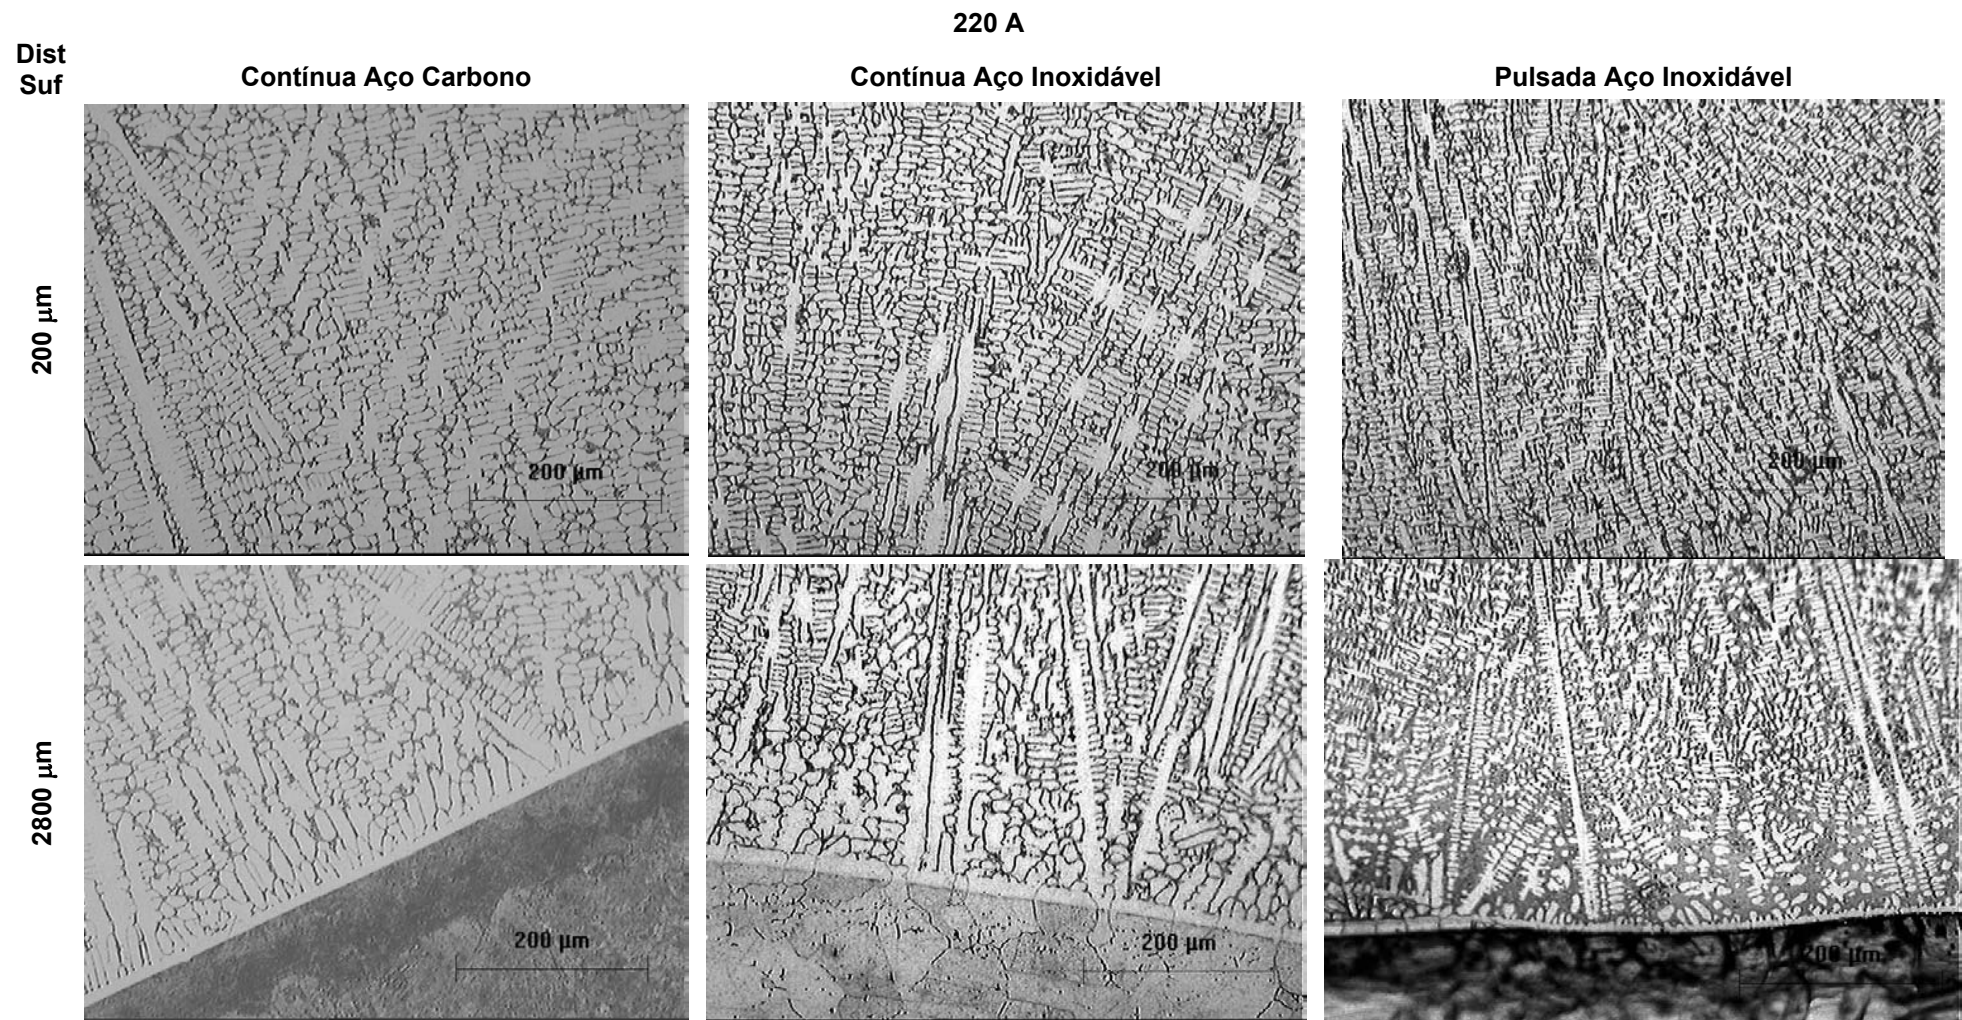 220 A
Dist
Suf
Contínua Aço Carbono
Contínua Aço Inoxidável
Pulsada Aço Inoxidável
200 µm
200 µm
200 µm
200 µm
2800 µm
200 µm
200 µm
200 µm